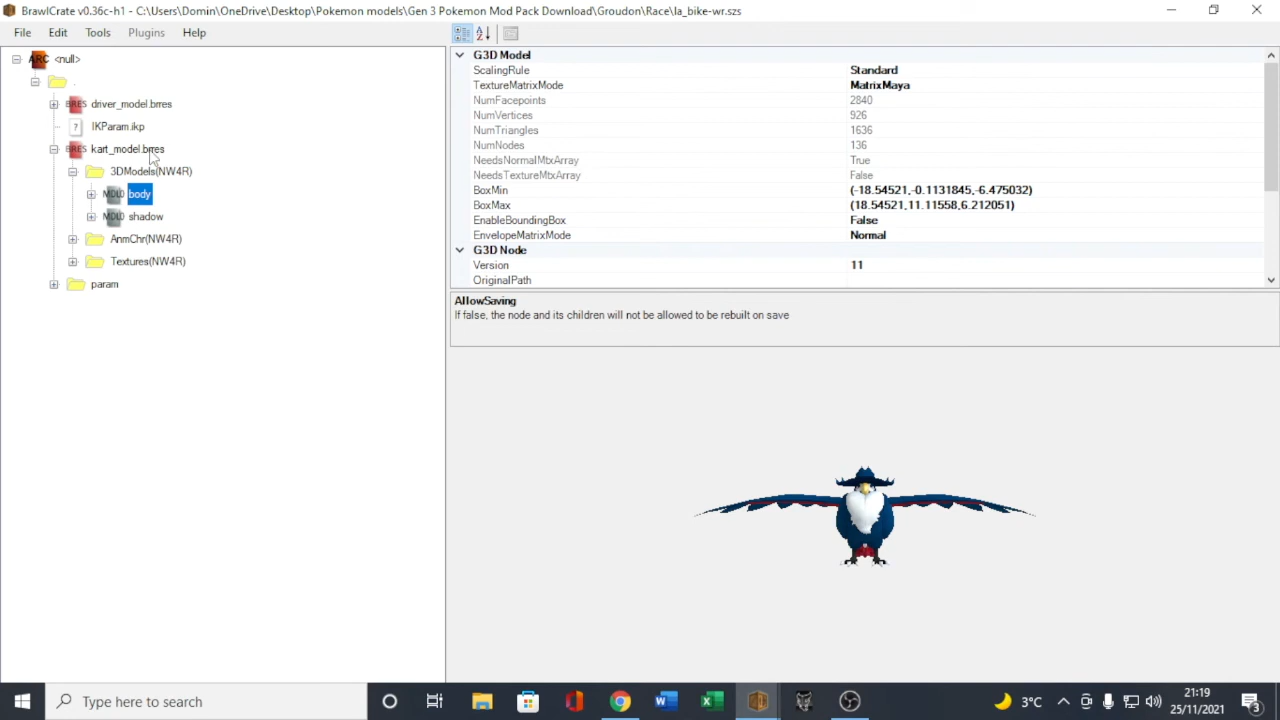 BrawlCrate v0.36c-h1 - C:\Users\Domin\OneDrive\Desktop\Pokemon models\Gen 3 Pokemon Mod Pack Download\Groudon\Race\la_bike-wr.szs
File Edit Tools Plugins Help
ARC <null>
.
BRES driver_model.brres
? IKParam.ikp
BRES kart_model.brres
3DModels(NW4R)
MDL0 body
MDL0 shadow
AnmChr(NW4R)
Textures(NW4R)
param
G3D Model
ScalingRule Standard
TextureMatrixMode MatrixMaya
NumFacepoints 2840
NumVertices 926
NumTriangles 1636
NumNodes 136
NeedsNormalMtxArray True
NeedsTextureMtxArray False
BoxMin (-18.54521,-0.1131845,-6.475032)
BoxMax (18.54521,11.11558,6.212051)
EnableBoundingBox False
EnvelopeMatrixMode Normal
G3D Node
Version 11
OriginalPath
AllowSaving
If false, the node and its children will not be allowed to be rebuilt on save
Type here to search
3°C
21:19
25/11/2021
3